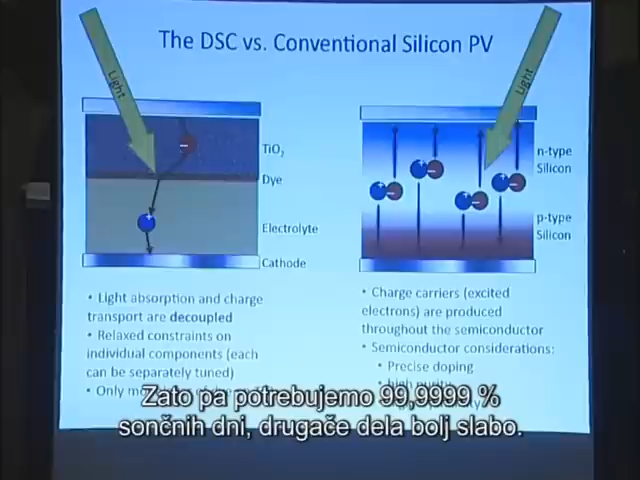 The DSC vs. Conventional Silicon PV
Light
Light
TiO₂
Dye
Electrolyte
Cathode
n-type
Silicon
p-type
Silicon
• Light absorption and charge
transport are decoupled
• Relaxed constraints on
individual components (each
can be separately tuned)
• Only
• Charge carriers (excited
electrons) are produced
throughout the semiconductor
• Semiconductor considerations:
• Precise doping
Zato pa potrebujemo 99,9999 %
sončnih dni, drugače dela bolj slabo.